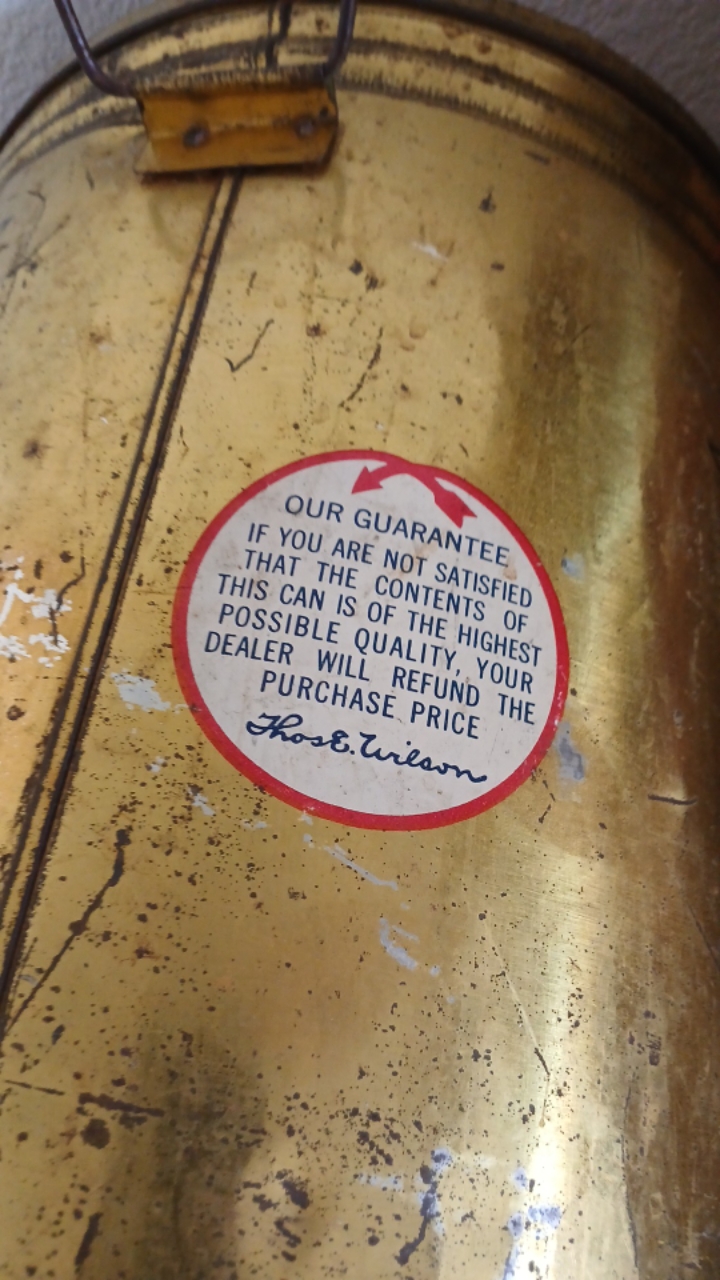 OUR GUARANTEE
IF YOU ARE NOT SATISFIED
THAT THE CONTENTS OF
THIS CAN IS OF THE HIGHEST
POSSIBLE QUALITY, YOUR
DEALER WILL REFUND THE
PURCHASE PRICE
Thos E. Wilson